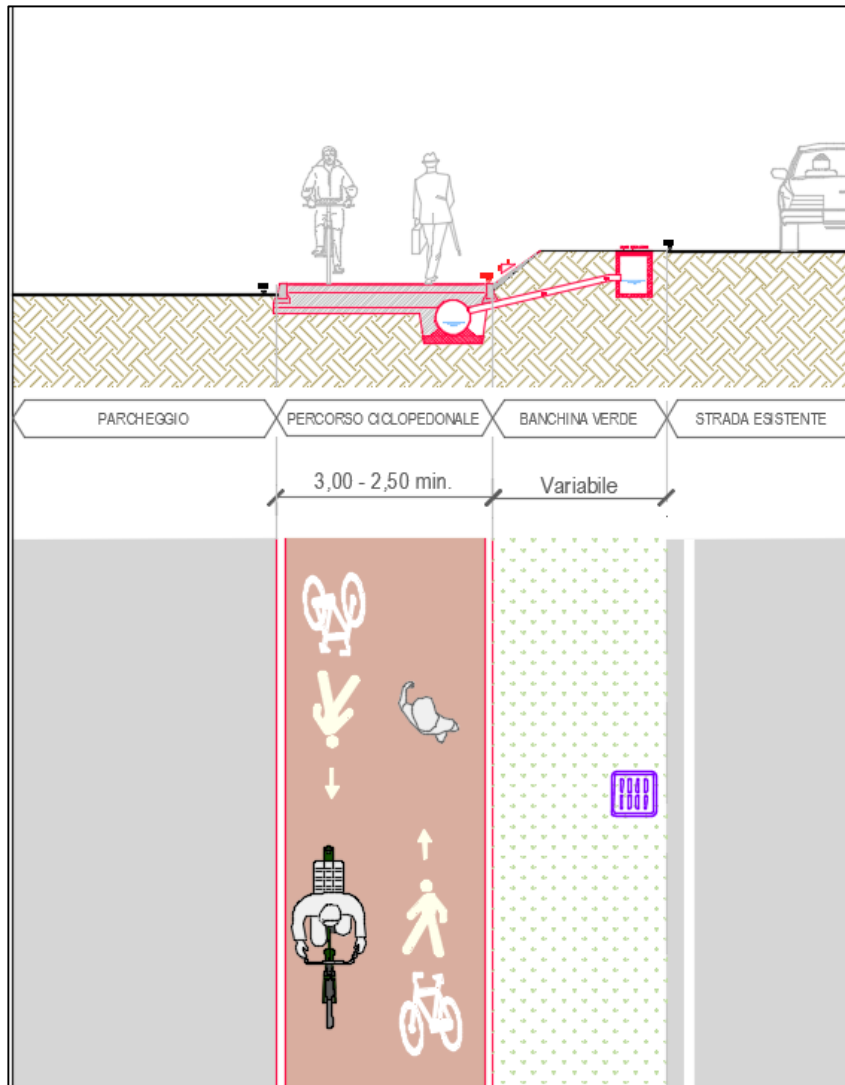 PARCHEGGIO
PERCORSO CICLOPEDONALE
BANCHINA VERDE
STRADA ESISTENTE
3,00 - 2,50 min.
Variabile